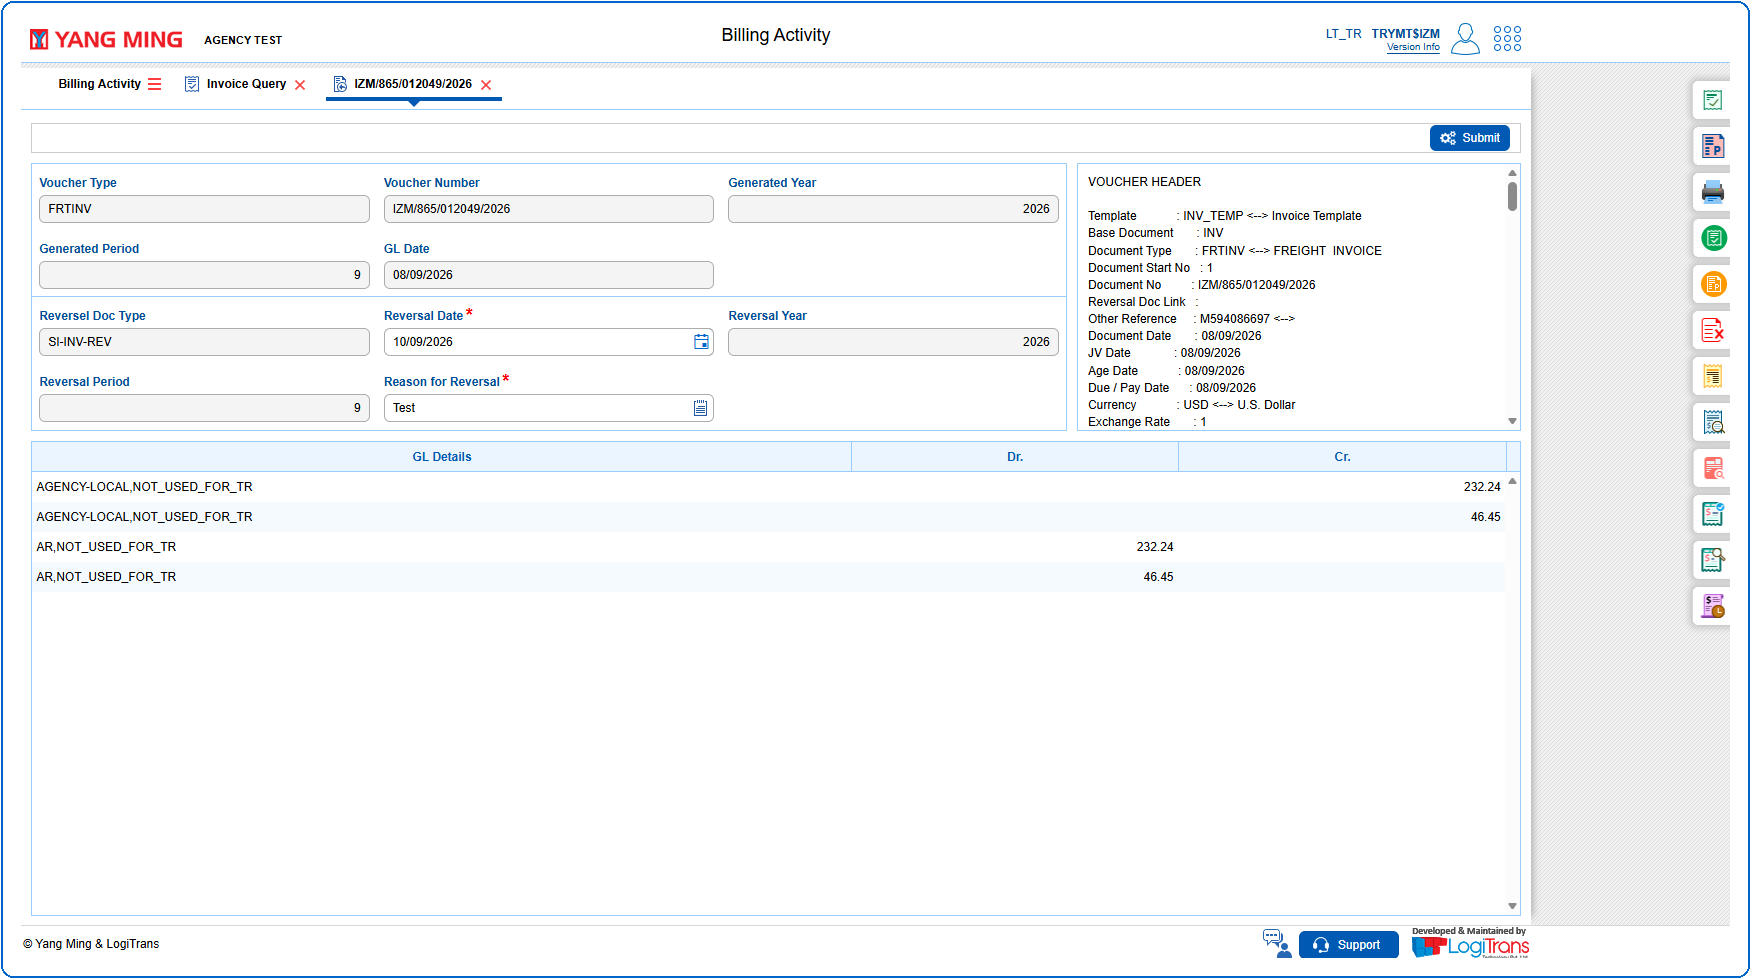 YANG MING
AGENCY TEST
Billing Activity
LT_TR TRYMT$IZM
Version Info
Billing Activity
Invoice Query
IZM/865/012049/2026
Submit
Voucher Type
FRTINV
Voucher Number
IZM/865/012049/2026
Generated Year
2026
Generated Period
9
GL Date
08/09/2026
Reversel Doc Type
SI-INV-REV
Reversal Date *
10/09/2026
Reversal Year
2026
Reversal Period
9
Reason for Reversal *
Test
VOUCHER HEADER
Template : INV_TEMP <--> Invoice Template
Base Document : INV
Document Type : FRTINV <--> FREIGHT INVOICE
Document Start No : 1
Document No : IZM/865/012049/2026
Reversal Doc Link :
Other Reference : M594086697 <-->
Document Date : 08/09/2026
JV Date : 08/09/2026
Age Date : 08/09/2026
Due / Pay Date : 08/09/2026
Currency : USD <--> U.S. Dollar
Exchange Rate : 1
GL Details Dr. Cr.
AGENCY-LOCAL,NOT_USED_FOR_TR 232.24
AGENCY-LOCAL,NOT_USED_FOR_TR 46.45
AR,NOT_USED_FOR_TR 232.24
AR,NOT_USED_FOR_TR 46.45
© Yang Ming & LogiTrans
Support
Developed & Maintained by
LogiTrans